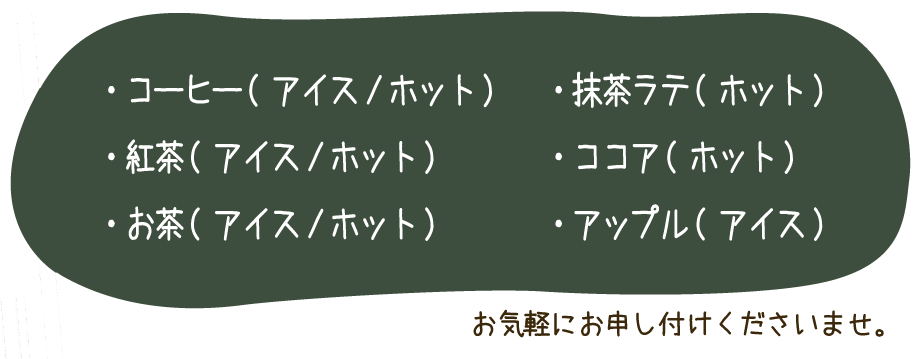 ・コーヒー( アイス / ホット )
・紅茶( アイス / ホット )
・お茶( アイス / ホット )
・抹茶ラテ( ホット )
・ココア( ホット )
・アップル( アイス )
お気軽にお申し付けくださいませ。